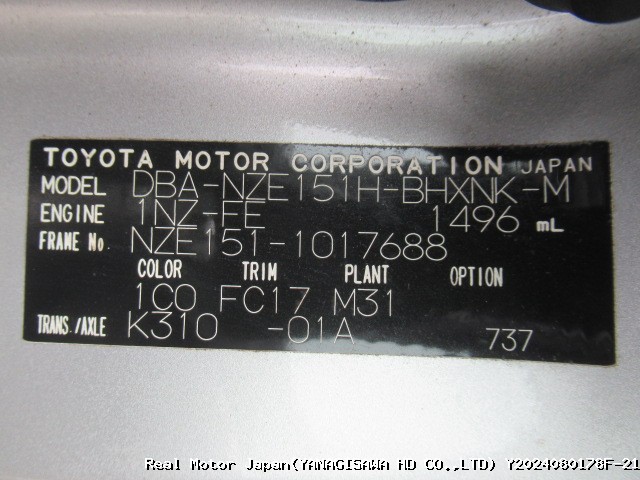 TOYOTA MOTOR CORPORATION JAPAN
MODEL DBA-NZE151H-BHXNK-M
ENGINE 1NZ-FE 1496 mL
FRAME No. NZE151-1017688
COLOR TRIM PLANT OPTION
1C0 FC17 M31
TRANS./AXLE K310 -01A 737
Real Motor Japan(YANAGISAWA HD CO.,LTD) Y2024080178F-21